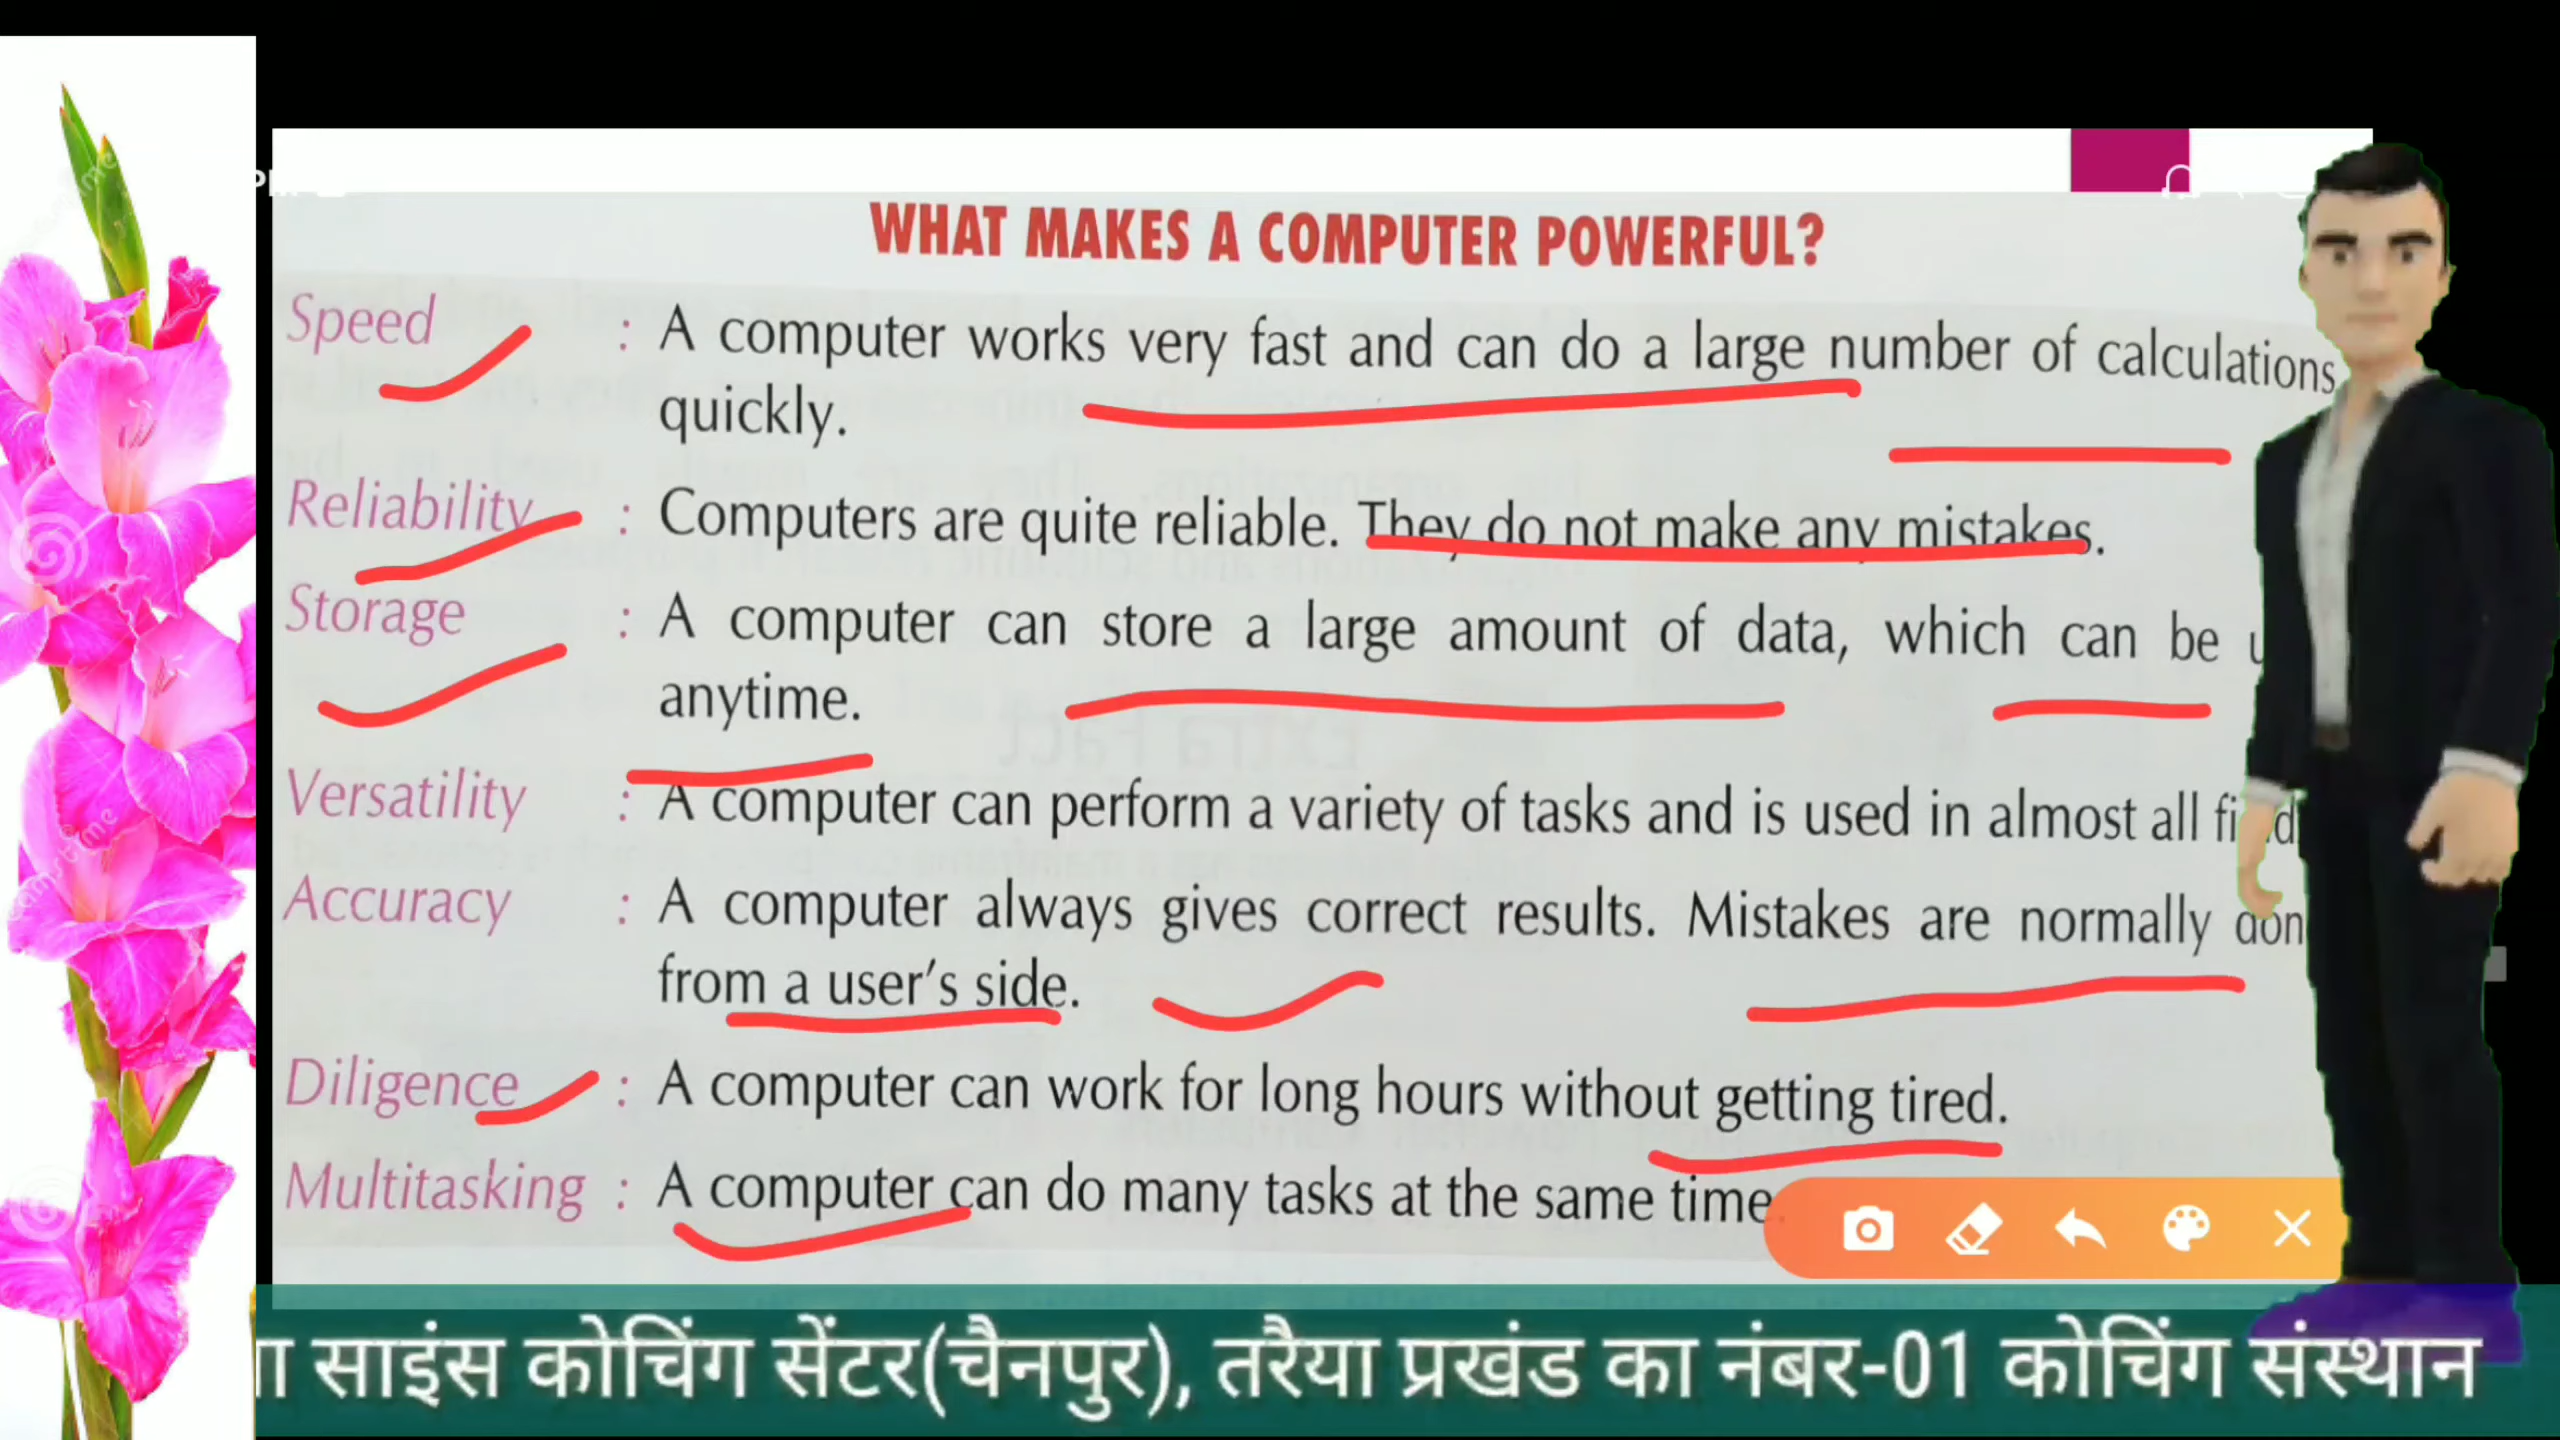 WHAT MAKES A COMPUTER POWERFUL?
Speed : A computer works very fast and can do a large number of calculations
quickly.
Reliability : Computers are quite reliable. They do not make any mistakes.
Storage : A computer can store a large amount of data, which can be
anytime.
Versatility : A computer can perform a variety of tasks and is used in almost all
Accuracy : A computer always gives correct results. Mistakes are normally
from a user's side.
Diligence : A computer can work for long hours without getting tired.
Multitasking : A computer can do many tasks at the same time.
साइंस कोचिंग सेंटर(चैनपुर), तरैया प्रखंड का नंबर-01 कोचिंग संस्थान